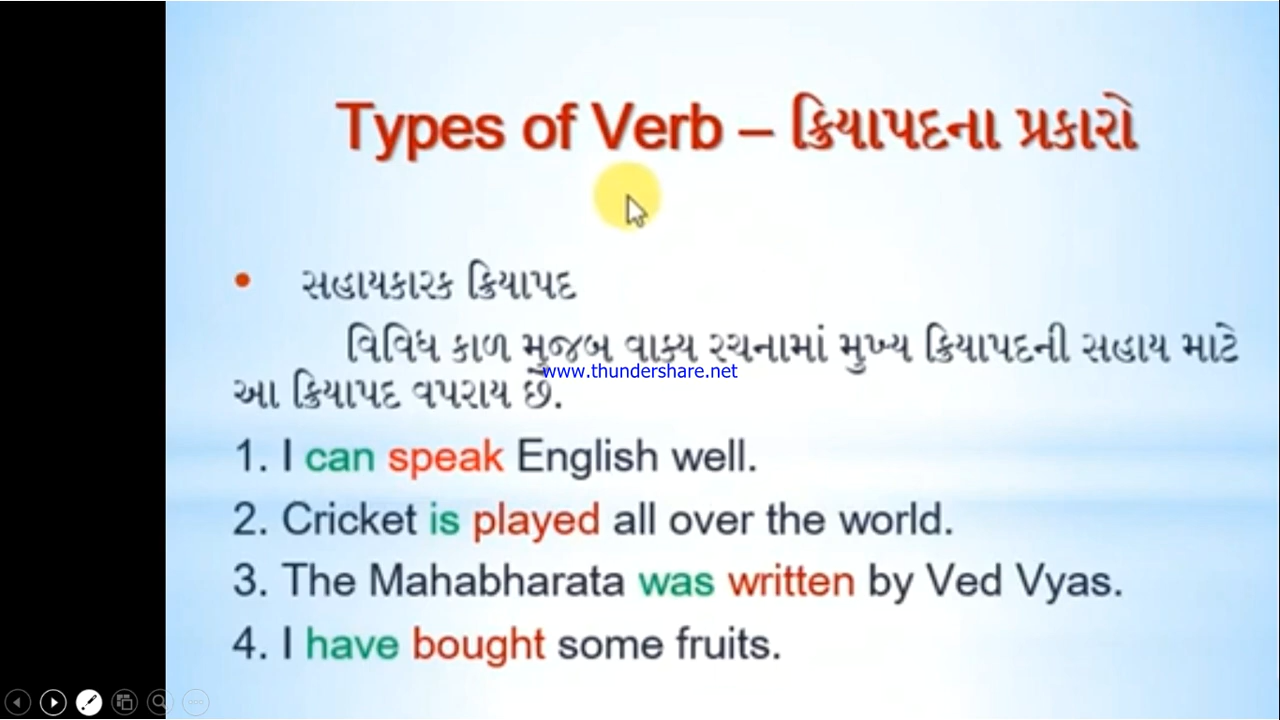 Types of Verb – ક્રિયાપદના પ્રકારો
• સહાયકારક ક્રિયાપદ
વિવિધ કાળ મુજબ વાક્ય રચનામાં મુખ્ય ક્રિયાપદની સહાય માટે
www.thundershare.net
આ ક્રિયાપદ વપરાય છે.
1. I can speak English well.
2. Cricket is played all over the world.
3. The Mahabharata was written by Ved Vyas.
4. I have bought some fruits.